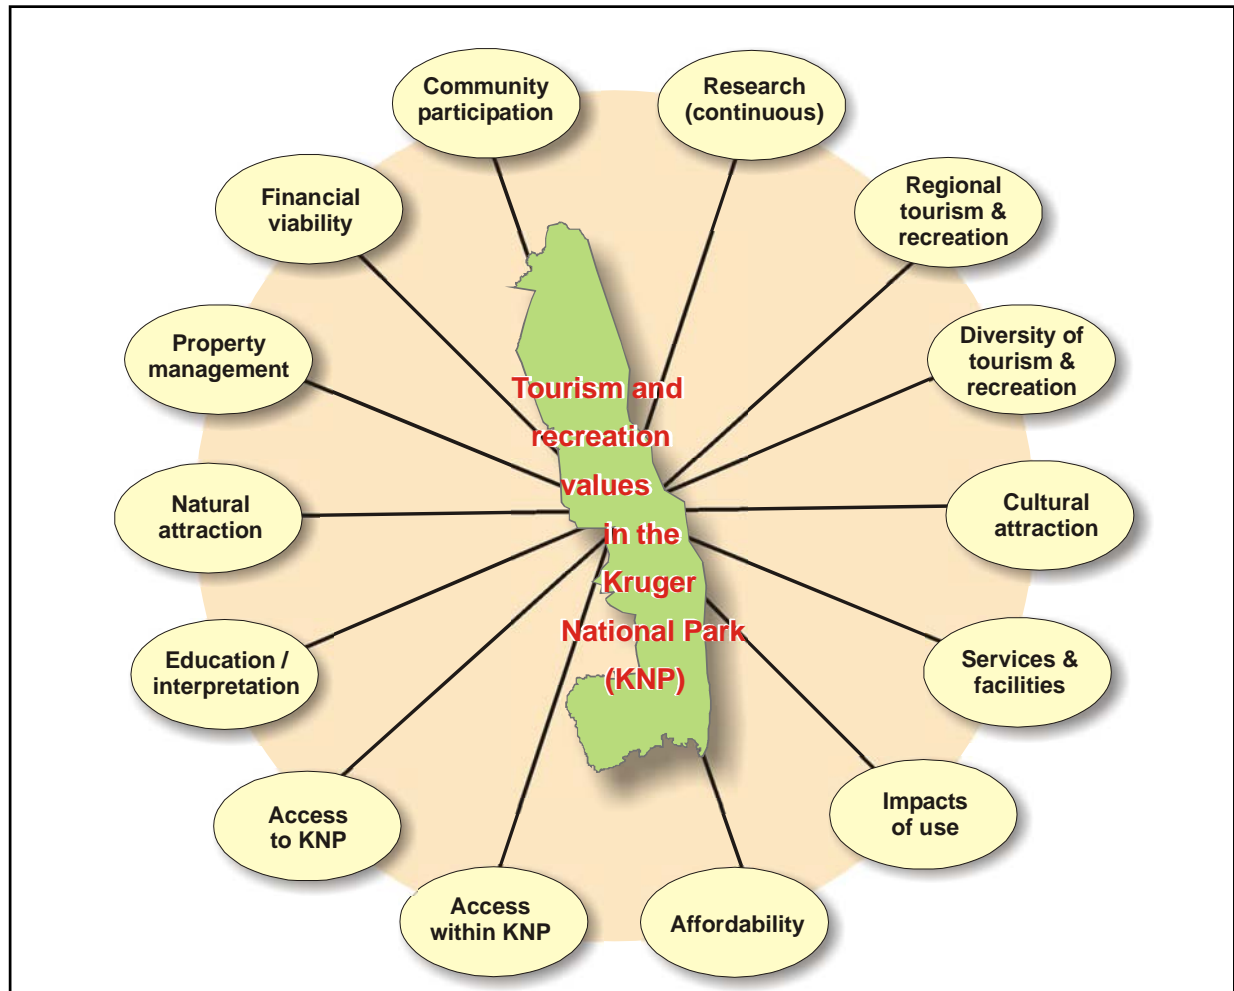 Community
participation
Research
(continuous)
Financial
viability
Regional
tourism &
recreation
Property
management
Diversity of
tourism &
recreation
Tourism and
recreation
values
in the
Kruger
National Park
(KNP)
Natural
attraction
Cultural
attraction
Education /
interpretation
Services &
facilities
Access
to KNP
Impacts
of use
Access
within KNP
Affordability